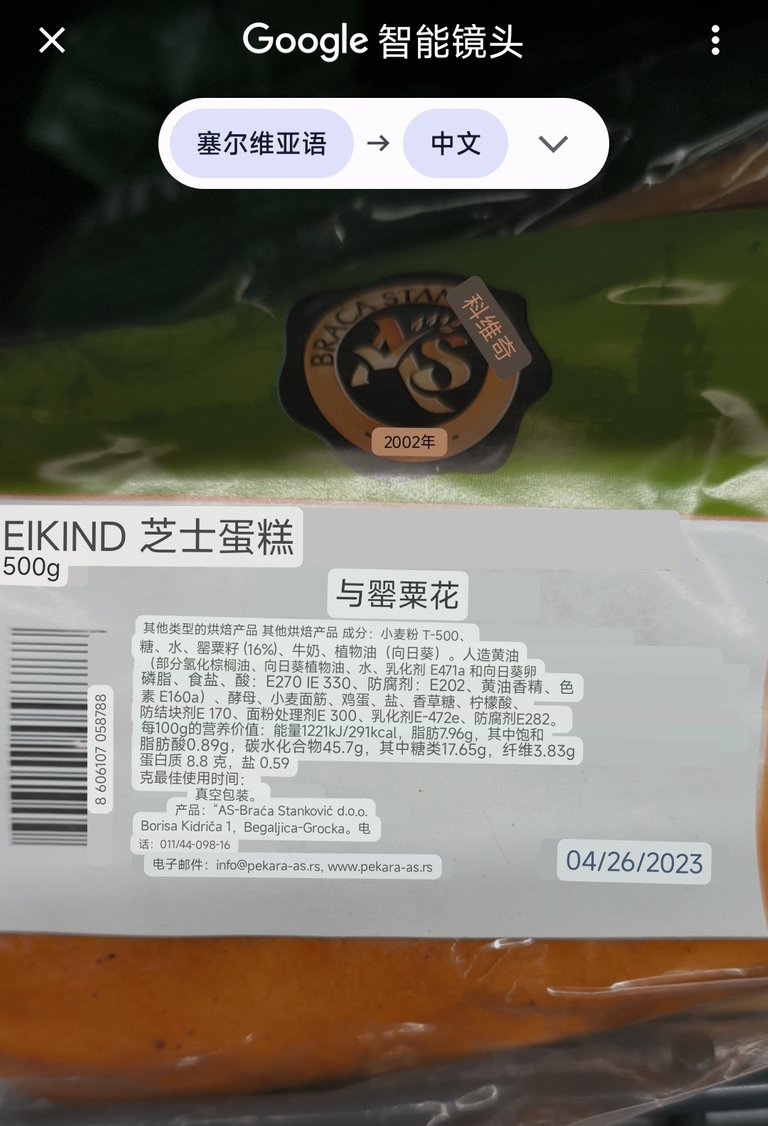 Google 智能镜头
塞尔维亚语 → 中文
BRAĆA STAN
科维奇
AS
2002年
EIKIND 芝士蛋糕
500g
与罂粟花
其他类型的烘焙产品 其他烘焙产品 成分：小麦粉 T-500、
糖、水、罂粟籽 (16%)、牛奶、植物油（向日葵）。人造黄油
（部分氢化棕榈油、向日葵植物油、水、乳化剂 E471a 和向日葵卵
磷脂、食盐、酸：E270 IE 330、防腐剂：E202、黄油香精、色
素 E160a）、酵母、小麦面筋、鸡蛋、盐、香草糖、柠檬酸、
防结块剂E 170、面粉处理剂E 300、乳化剂E-472e、防腐剂E282。
每100g的营养价值：能量1221kJ/291kcal，脂肪7.96g，其中饱和
脂肪酸0.89g，碳水化合物45.7g，其中糖类17.65g，纤维3.83g
蛋白质 8.8 克，盐 0.59
克最佳使用时间：
真空包装。
产品："AS-Braća Stanković d.o.o.
Borisa Kidriča 1，Begaljica-Grocka。电
话：011/44-098-16
电子邮件：info@pekara-as.rs, www.pekara-as.rs
8 606107 058788
04/26/2023